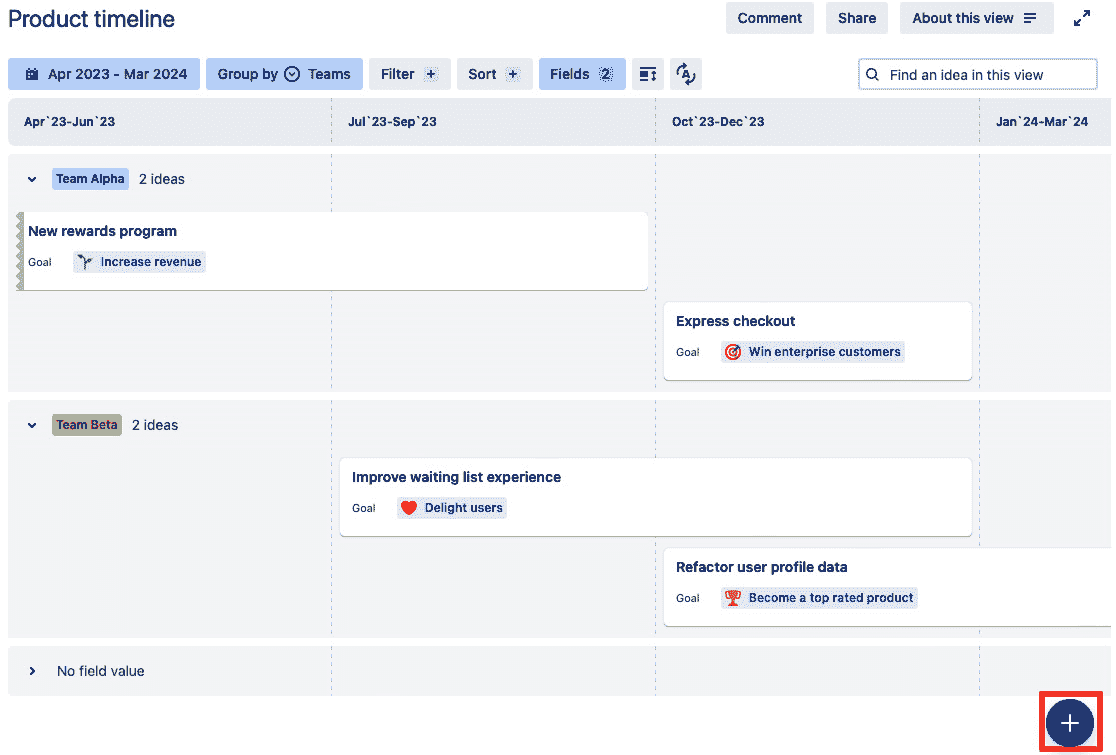 Product timeline
Comment Share About this view
Apr 2023 - Mar 2024 Group by Teams Filter + Sort + Fields 2 A Find an idea in this view
Apr`23-Jun`23 Jul`23-Sep`23 Oct`23-Dec`23 Jan`24-Mar`24
Team Alpha 2 ideas
New rewards program
Goal Increase revenue
Express checkout
Goal Win enterprise customers
Team Beta 2 ideas
Improve waiting list experience
Goal Delight users
Refactor user profile data
Goal Become a top rated product
No field value
+